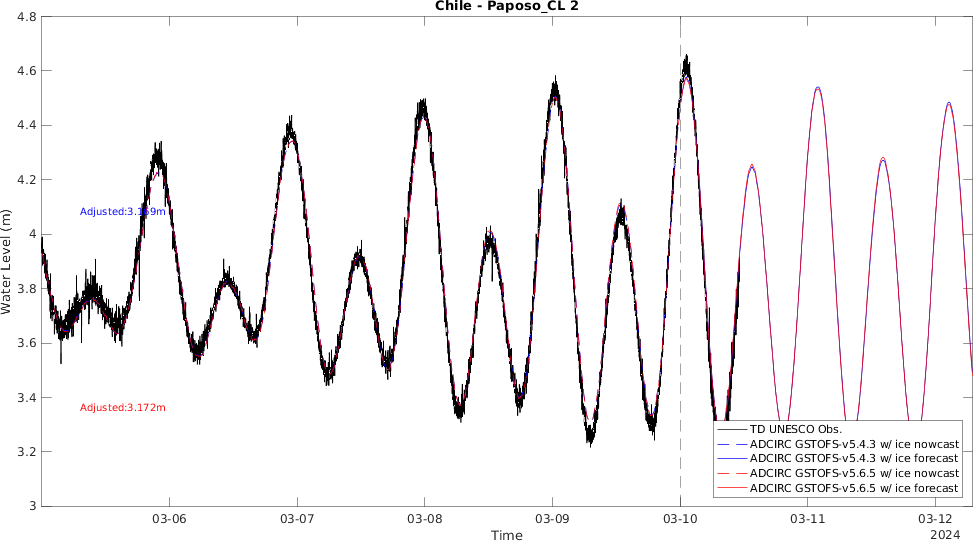 Chile - Paposo_CL 2
4.8
4.6
4.4
4.2
4
3.8
3.6
3.4
3.2
3
Water Level (m)
Adjusted:3.159m
Adjusted:3.172m
TD UNESCO Obs.
ADCIRC GSTOFS-v5.4.3 w/ ice nowcast
ADCIRC GSTOFS-v5.4.3 w/ ice forecast
ADCIRC GSTOFS-v5.6.5 w/ ice nowcast
ADCIRC GSTOFS-v5.6.5 w/ ice forecast
03-06 03-07 03-08 03-09 03-10 03-11 03-12
Time
2024